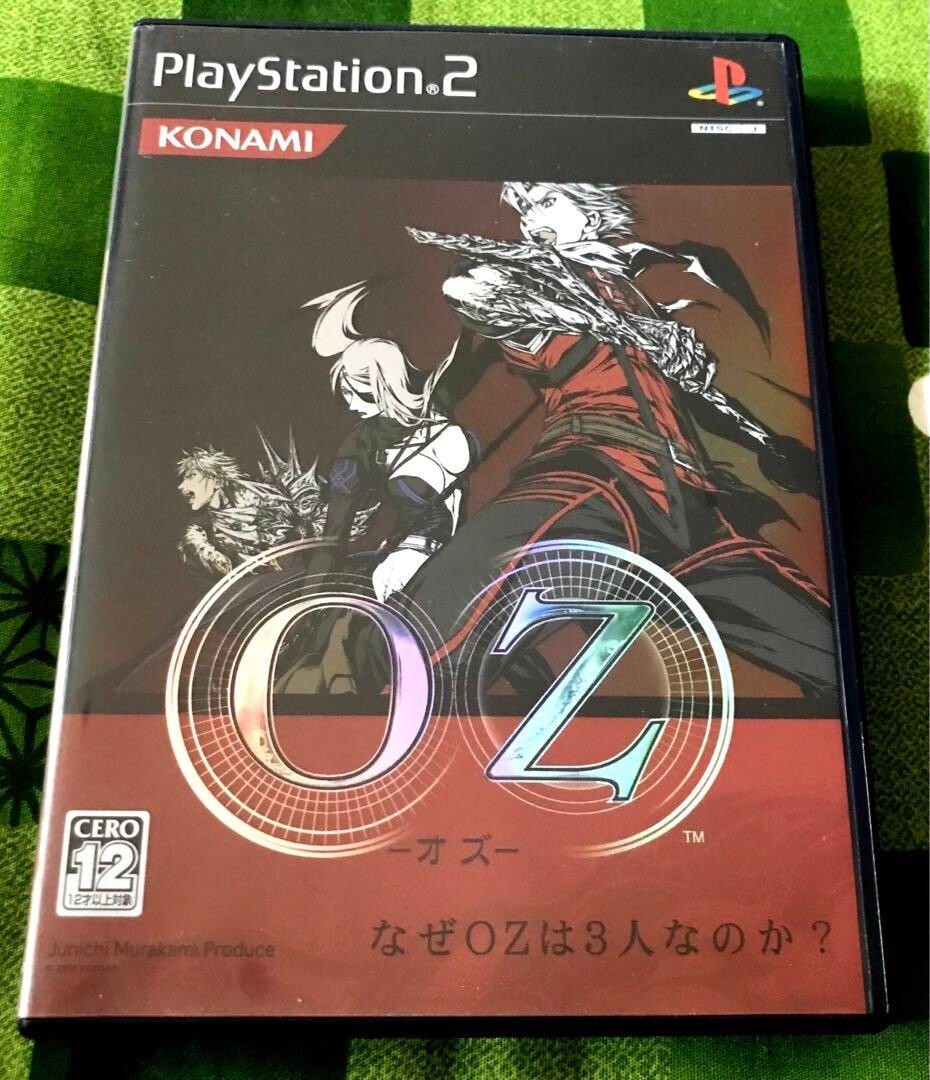 PlayStation®2
NTSC J
KONAMI
OZ
TM
ーオズー
CERO
12
12才以上対象
なぜOZは3人なのか?
Junichi Murakami Produce